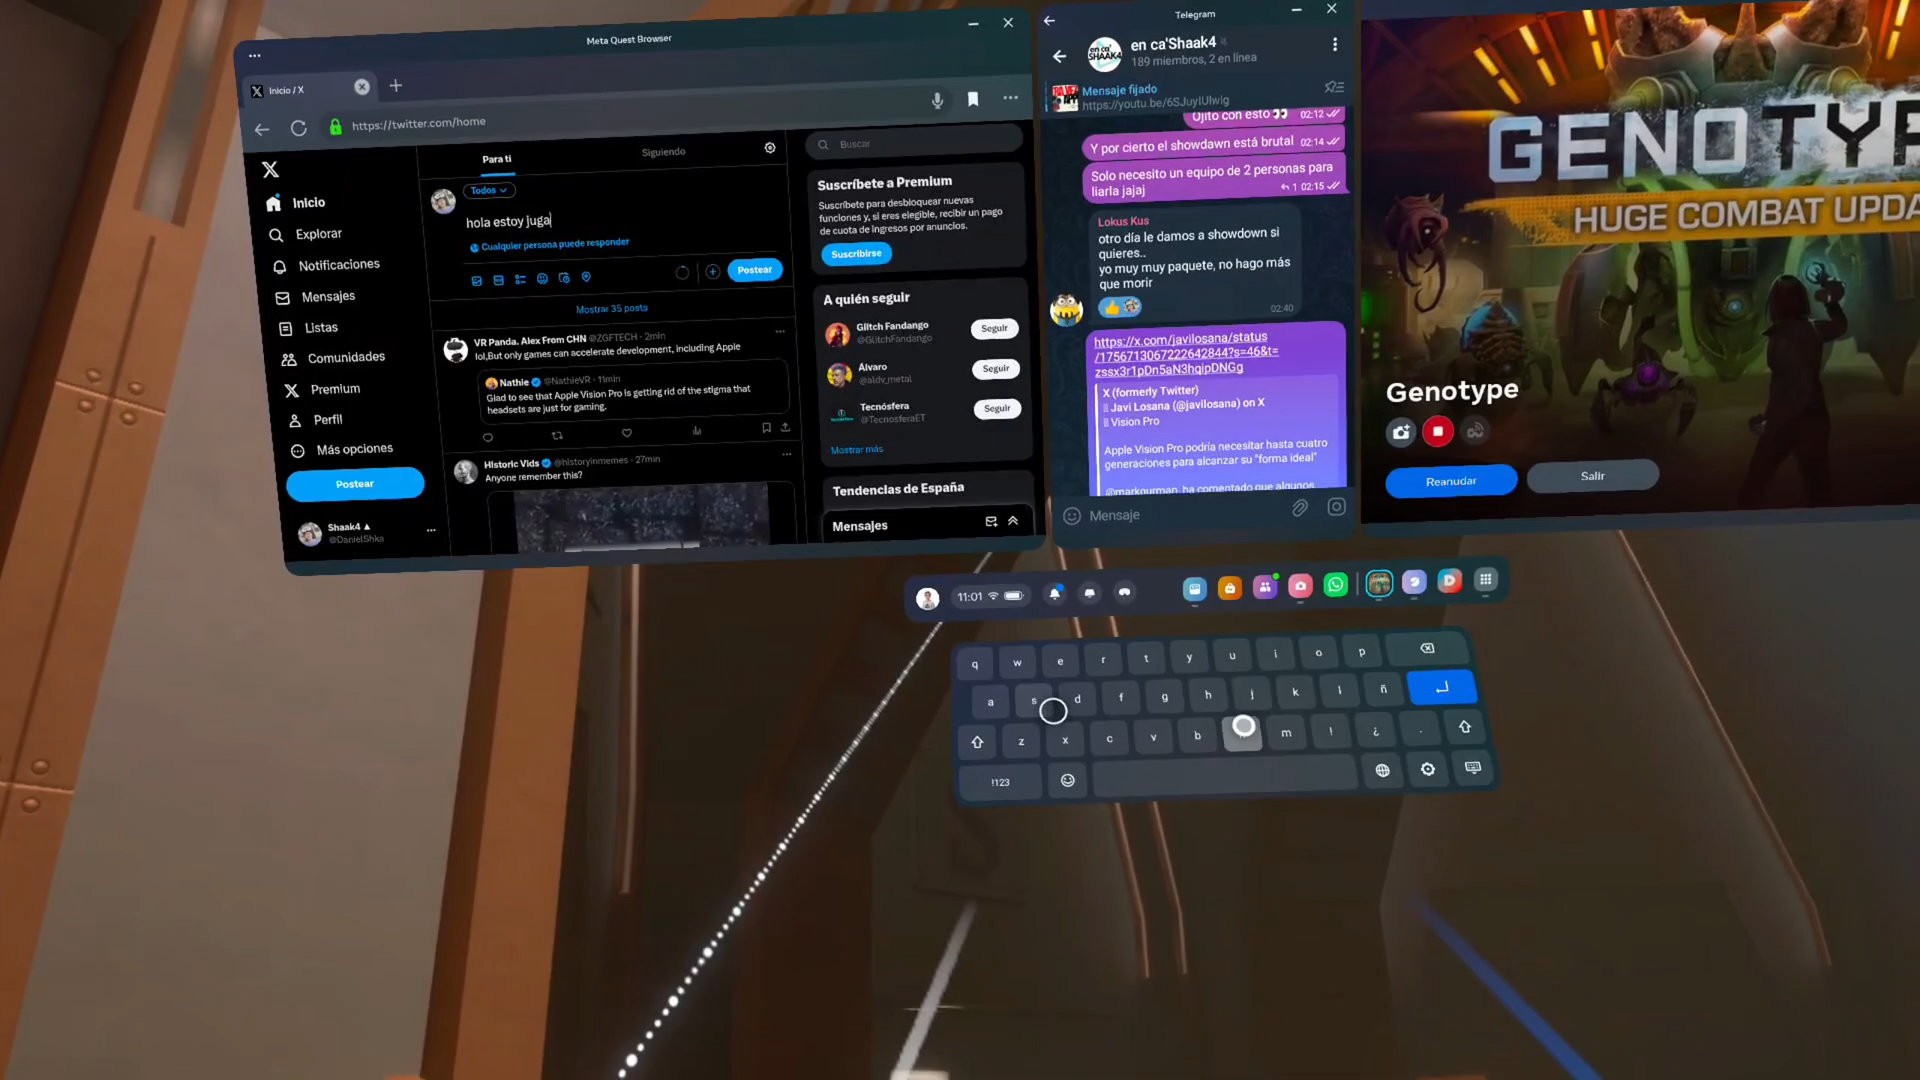 Meta Quest Browser
Inicio / X
https://twitter.com/home
Inicio
Explorar
Notificaciones
Mensajes
Listas
Comunidades
Premium
Perfil
Más opciones
Postear
Shaak4
@DanielShka
Para ti
Siguiendo
Todos
hola estoy juga
Cualquier persona puede responder
Postear
Mostrar 35 posts
VR Panda. Alex From CHN @ZGFTECH · 2min
lol,But only games can accelerate development, including Apple
Nathie @NathieVR · 11min
Glad to see that Apple Vision Pro is getting rid of the stigma that
headsets are just for gaming.
Historic Vids @historyinmemes · 27min
Anyone remember this?
Buscar
Suscríbete a Premium
Suscríbete para desbloquear nuevas
funciones y, si eres elegible, recibir un pago
de cuota de ingresos por anuncios.
Suscribirse
A quién seguir
Glitch Fandango
@GlitchFandango
Seguir
Álvaro
@aldv_metal
Seguir
Tecnósfera
@TecnosferaET
Seguir
Mostrar más
Tendencias de España
Mensajes
Telegram
en ca'Shaak4
189 miembros, 2 en línea
Mensaje fijado
https://youtu.be/6SJuyIUlwig
Ojito con esto 👀 02:12
Y por cierto el showdawn está brutal 02:14
Solo necesito un equipo de 2 personas para
liarla jajaj
1 02:15
Lokus Kus
otro día le damos a showdown si
quieres..
yo muy muy paquete, no hago más
que morir
02:40
https://x.com/javilosana/status
/1756713067222642844?s=46&t=
zssx3r1pDn5aN3hqjpDNGg
X (formerly Twitter)
Javi Losana (@javilosana) on X
Vision Pro
Apple Vision Pro podría necesitar hasta cuatro
generaciones para alcanzar su "forma ideal"
@markgurman ha comentado que algunos
Mensaje
GENOTYP
HUGE COMBAT UPDA
Genotype
Reanudar
Salir
11:01
q w e r t y u i o p
a s d f g h j k l ñ
z x c v b m ! ¿ .
!123